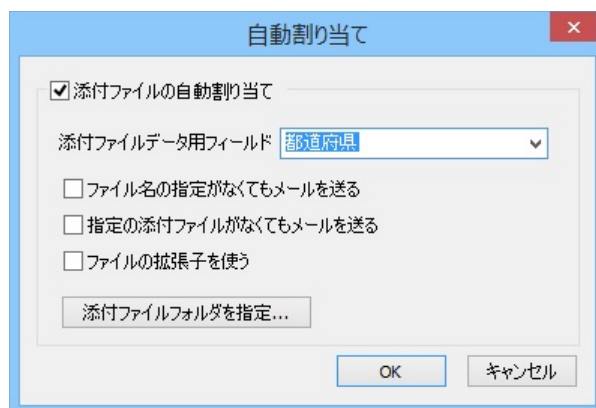 自動割り当て
添付ファイルの自動割り当て
添付ファイルデータ用フィールド 都道府県
ファイル名の指定がなくてもメールを送る
指定の添付ファイルがなくてもメールを送る
ファイルの拡張子を使う
添付ファイルフォルダを指定...
OK キャンセル